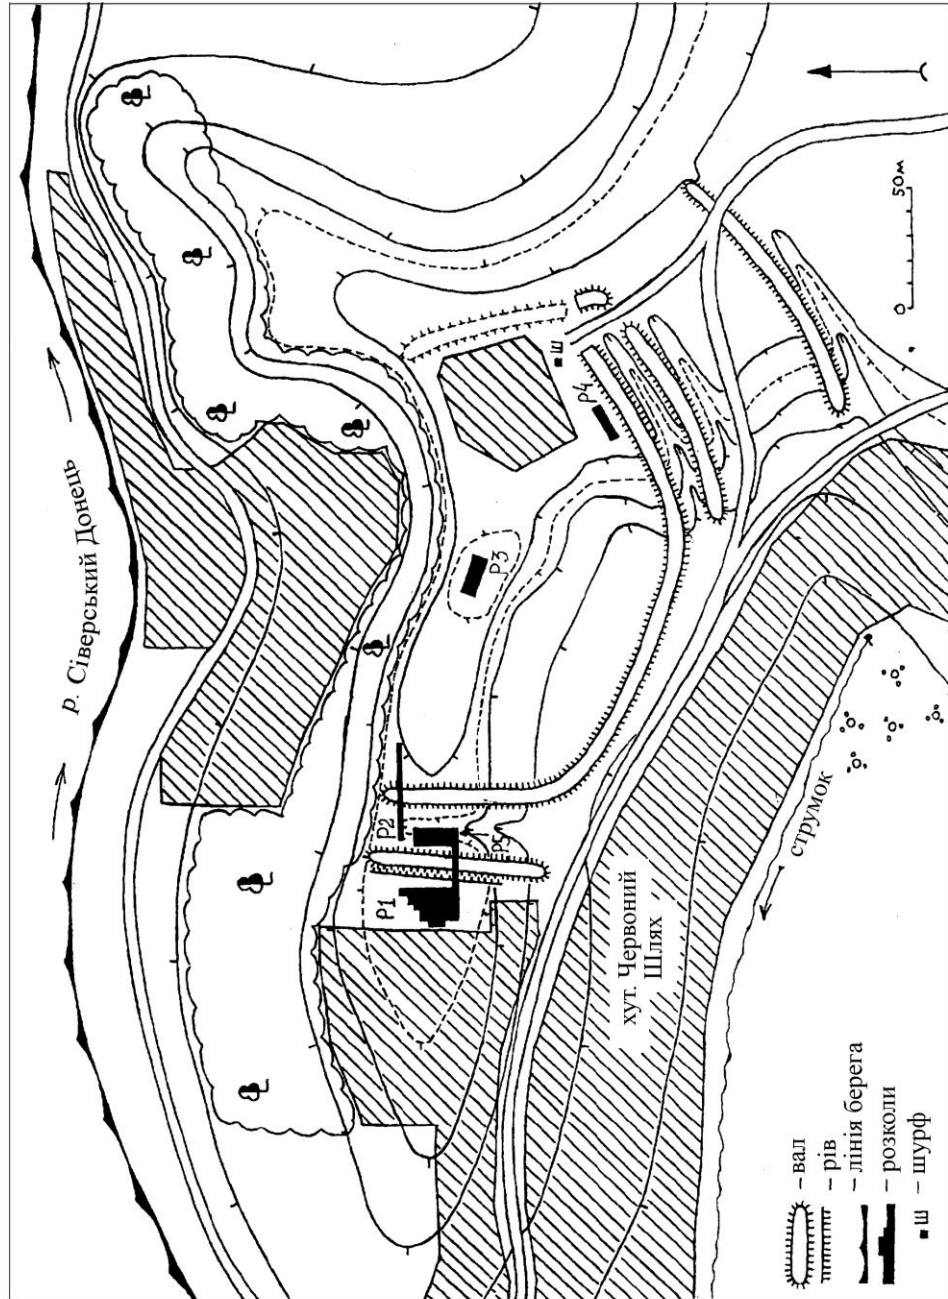 р. Сіверський Донець
Р1
Р2
Р3
Р4
Р5
Ш
0
50м
хут. Червоний
Шлях
струмок
– вал
– рів
– лінія берега
– розколи
Ш – шурф